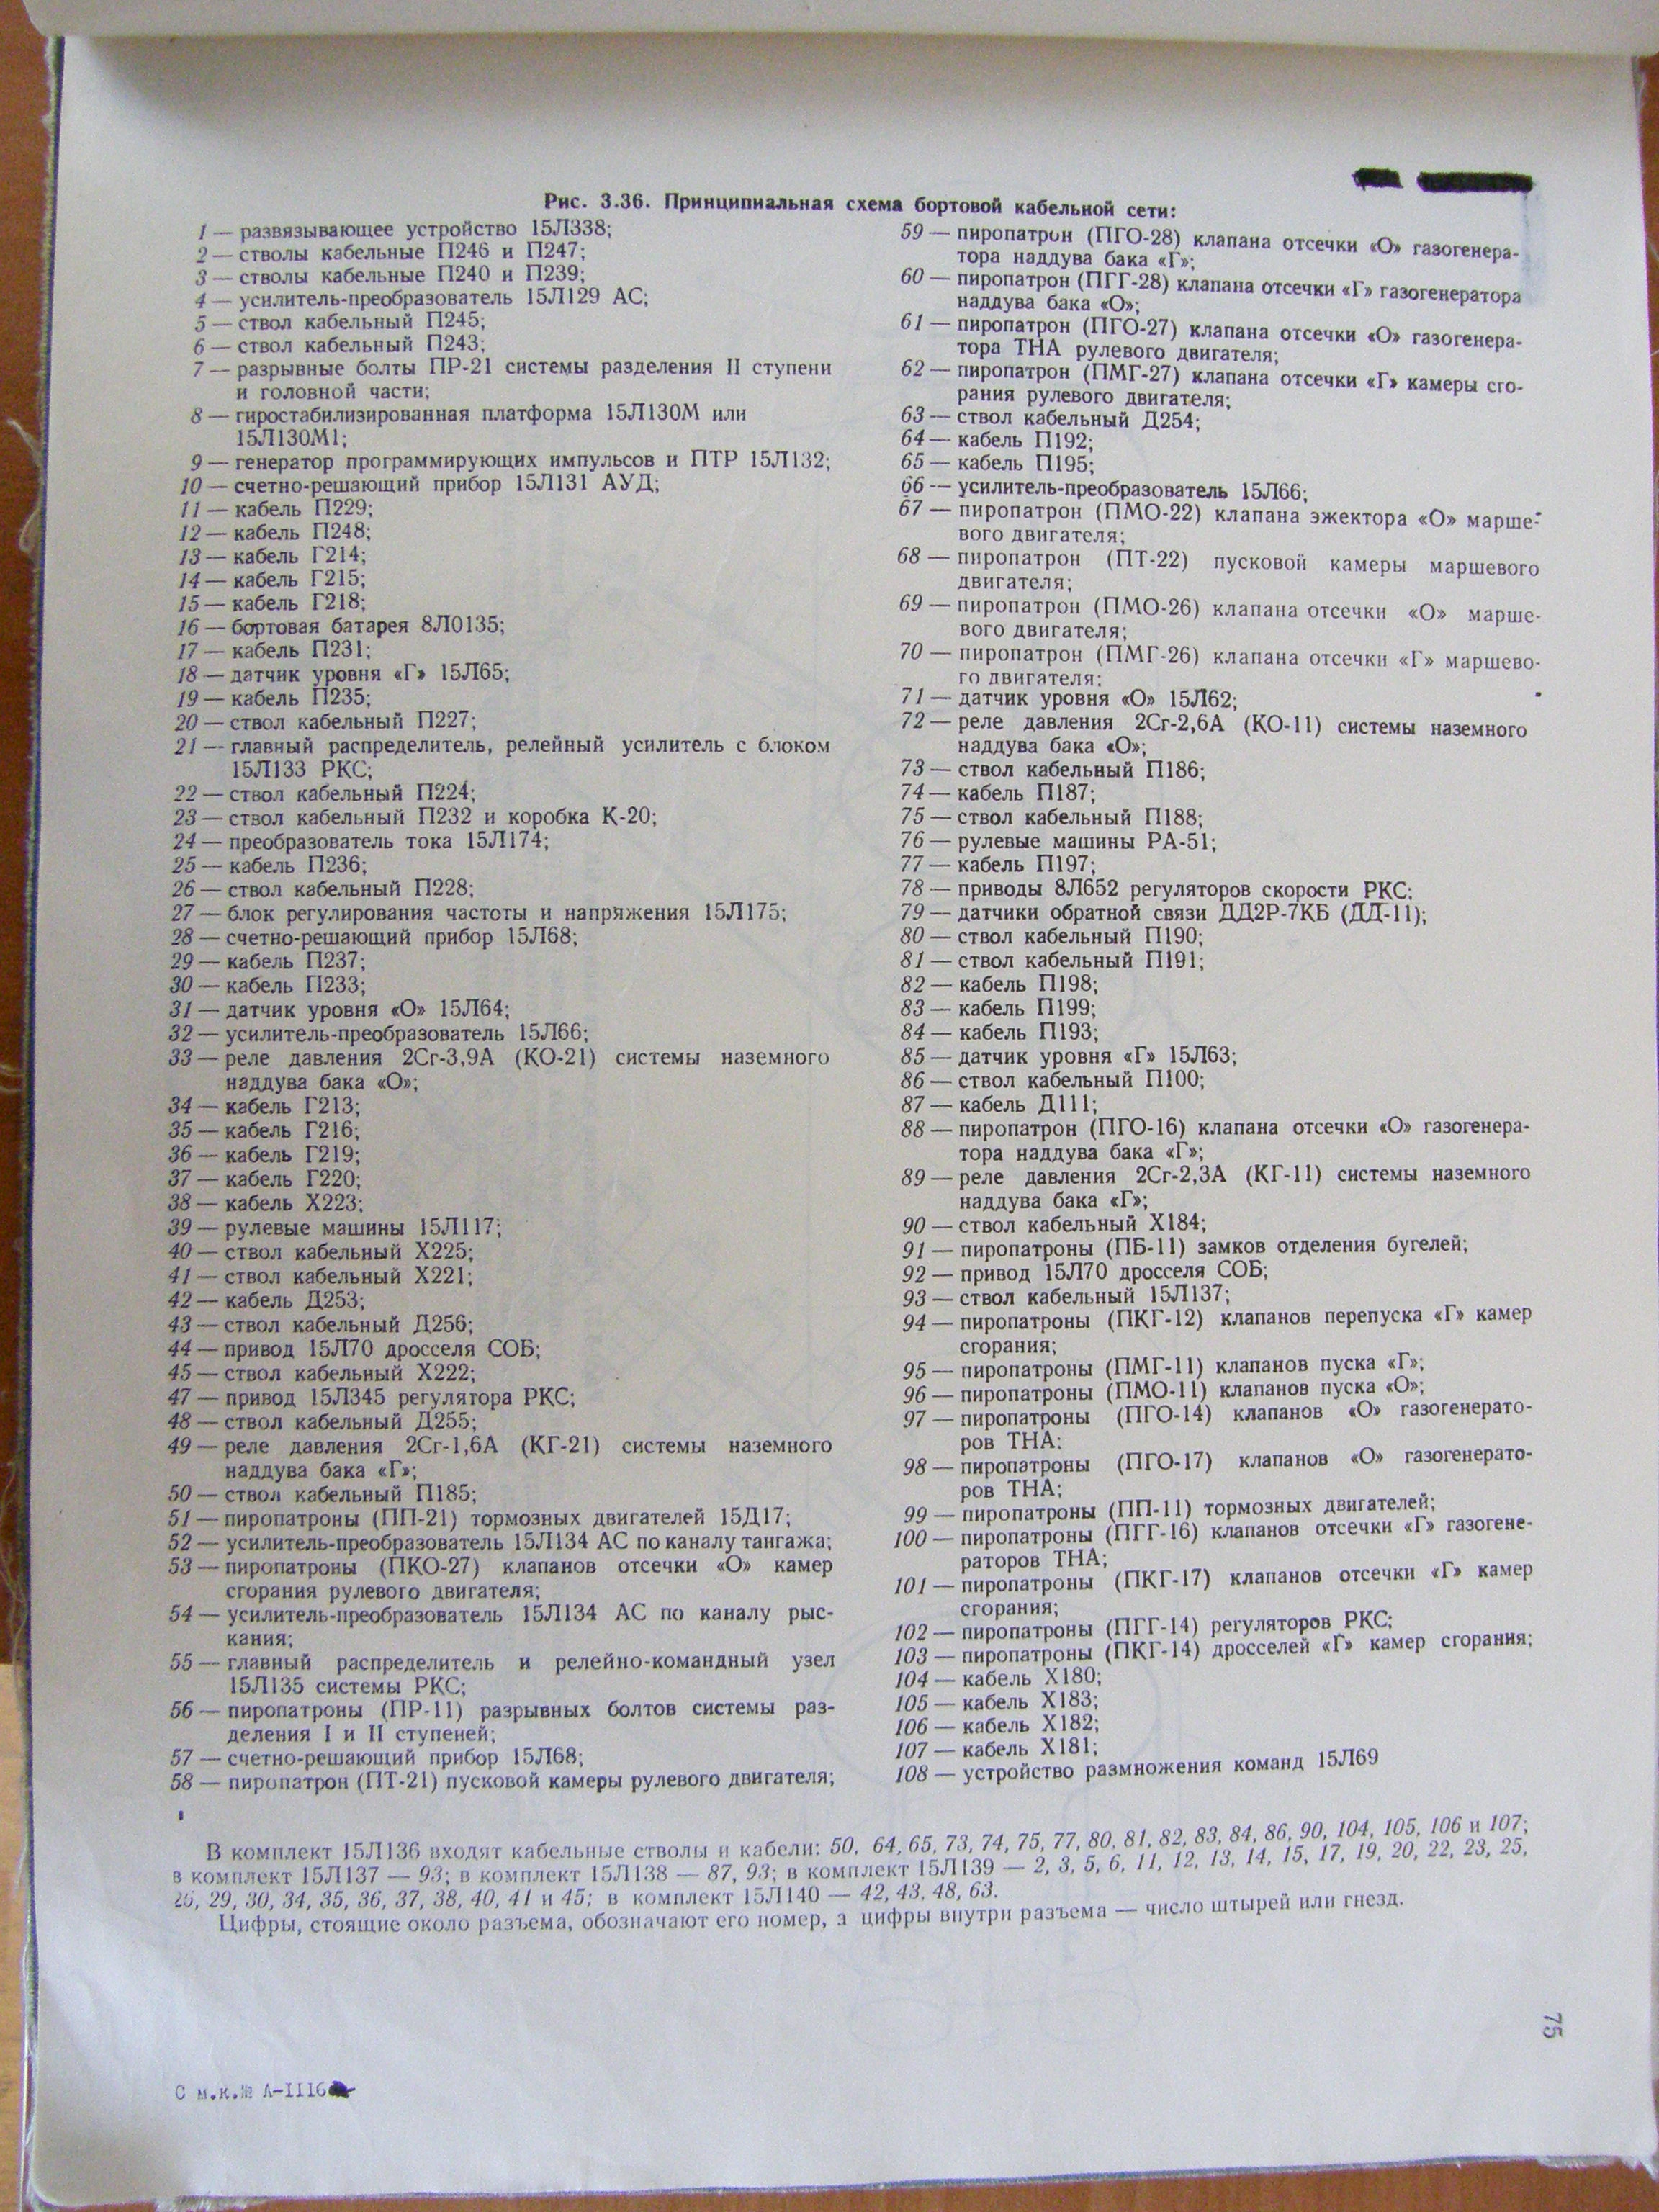 Рис. 3.36. Принципиальная схема бортовой кабельной сети:
1 — развязывающее устройство 15Л338;
2 — стволы кабельные П246 и П247;
3 — стволы кабельные П240 и П239;
4 — усилитель-преобразователь 15Л129 АС;
5 — ствол кабельный П245;
6 — ствол кабельный П243;
7 — разрывные болты ПР-21 системы разделения II ступени
и головной части;
8 — гиростабилизированная платформа 15Л130М или
15Л130М1;
9 — генератор программирующих импульсов и ПТР 15Л132;
10 — счетно-решающий прибор 15Л131 АУД;
11 — кабель П229;
12 — кабель П248;
13 — кабель Г214;
14 — кабель Г215;
15 — кабель Г218;
16 — бортовая батарея 8Л0135;
17 — кабель П231;
18 — датчик уровня «Г» 15Л65;
19 — кабель П235;
20 — ствол кабельный П227;
21 — главный распределитель, релейный усилитель с блоком
15Л133 РКС;
22 — ствол кабельный П224;
23 — ствол кабельный П232 и коробка К-20;
24 — преобразователь тока 15Л174;
25 — кабель П236;
26 — ствол кабельный П228;
27 — блок регулирования частоты и напряжения 15Л175;
28 — счетно-решающий прибор 15Л68;
29 — кабель П237;
30 — кабель П233;
31 — датчик уровня «О» 15Л64;
32 — усилитель-преобразователь 15Л66;
33 — реле давления 2Сг-3,9А (КО-21) системы наземного
наддува бака «О»;
34 — кабель Г213;
35 — кабель Г216;
36 — кабель Г219;
37 — кабель Г220;
38 — кабель Х223;
39 — рулевые машины 15Л117;
40 — ствол кабельный Х225;
41 — ствол кабельный Х221;
42 — кабель Д253;
43 — ствол кабельный Д256;
44 — привод 15Л70 дросселя СОБ;
45 — ствол кабельный Х222;
47 — привод 15Л345 регулятора РКС;
48 — ствол кабельный Д255;
49 — реле давления 2Сг-1,6А (КГ-21) системы наземного
наддува бака «Г»;
50 — ствол кабельный П185;
51 — пиропатроны (ПП-21) тормозных двигателей 15Д17;
52 — усилитель-преобразователь 15Л134 АС по каналу тангажа;
53 — пиропатроны (ПКО-27) клапанов отсечки «О» камер
сгорания рулевого двигателя;
54 — усилитель-преобразователь 15Л134 АС по каналу рыс-
кания;
55 — главный распределитель и релейно-командный узел
15Л135 системы РКС;
56 — пиропатроны (ПР-11) разрывных болтов системы раз-
деления I и II ступеней;
57 — счетно-решающий прибор 15Л68;
58 — пиропатрон (ПТ-21) пусковой камеры рулевого двигателя;
59 — пиропатрон (ПГО-28) клапана отсечки «О» газогенера-
тора наддува бака «Г»;
60 — пиропатрон (ПГГ-28) клапана отсечки «Г» газогенератора
наддува бака «О»;
61 — пиропатрон (ПГО-27) клапана отсечки «О» газогенера-
тора ТНА рулевого двигателя;
62 — пиропатрон (ПМГ-27) клапана отсечки «Г» камеры сго-
рания рулевого двигателя;
63 — ствол кабельный Д254;
64 — кабель П192;
65 — кабель П195;
66 — усилитель-преобразователь 15Л66;
67 — пиропатрон (ПМО-22) клапана эжектора «О» марше-
вого двигателя;
68 — пиропатрон (ПТ-22) пусковой камеры маршевого
двигателя;
69 — пиропатрон (ПМО-26) клапана отсечки «О» марше-
вого двигателя;
70 — пиропатрон (ПМГ-26) клапана отсечки «Г» маршево-
го двигателя;
71 — датчик уровня «О» 15Л62;
72 — реле давления 2Сг-2,6А (КО-11) системы наземного
наддува бака «О»;
73 — ствол кабельный П186;
74 — кабель П187;
75 — ствол кабельный П188;
76 — рулевые машины РА-51;
77 — кабель П197;
78 — приводы 8Л652 регуляторов скорости РКС;
79 — датчики обратной связи ДД2Р-7КБ (ДД-11);
80 — ствол кабельный П190;
81 — ствол кабельный П191;
82 — кабель П198;
83 — кабель П199;
84 — кабель П193;
85 — датчик уровня «Г» 15Л63;
86 — ствол кабельный П100;
87 — кабель Д111;
88 — пиропатрон (ПГО-16) клапана отсечки «О» газогенера-
тора наддува бака «Г»;
89 — реле давления 2Сг-2,3А (КГ-11) системы наземного
наддува бака «Г»;
90 — ствол кабельный Х184;
91 — пиропатроны (ПБ-11) замков отделения бугелей;
92 — привод 15Л70 дросселя СОБ;
93 — ствол кабельный 15Л137;
94 — пиропатроны (ПКГ-12) клапанов перепуска «Г» камер
сгорания;
95 — пиропатроны (ПМГ-11) клапанов пуска «Г»;
96 — пиропатроны (ПМО-11) клапанов пуска «О»;
97 — пиропатроны (ПГО-14) клапанов «О» газогенерато-
ров ТНА;
98 — пиропатроны (ПГО-17) клапанов «О» газогенерато-
ров ТНА;
99 — пиропатроны (ПП-11) тормозных двигателей;
100 — пиропатроны (ПГГ-16) клапанов отсечки «Г» газогене-
раторов ТНА;
101 — пиропатроны (ПКГ-17) клапанов отсечки «Г» камер
сгорания;
102 — пиропатроны (ПГГ-14) регуляторов РКС;
103 — пиропатроны (ПКГ-14) дросселей «Г» камер сгорания;
104 — кабель Х180;
105 — кабель Х183;
106 — кабель Х182;
107 — кабель Х181;
108 — устройство размножения команд 15Л69
В комплект 15Л136 входят кабельные стволы и кабели: 50, 64, 65, 73, 74, 75, 77, 80, 81, 82, 83, 84, 86, 90, 104, 105, 106 и 107;
в комплект 15Л137 — 93; в комплект 15Л138 — 87, 93; в комплект 15Л139 — 2, 3, 5, 6, 11, 12, 13, 14, 15, 17, 19, 20, 22, 23, 25,
26, 29, 30, 34, 35, 36, 37, 38, 40, 41 и 45; в комплект 15Л140 — 42, 43, 48, 63.
Цифры, стоящие около разъема, обозначают его номер, а цифры внутри разъема — число штырей или гнезд.
75
С м.к.№ А-1116